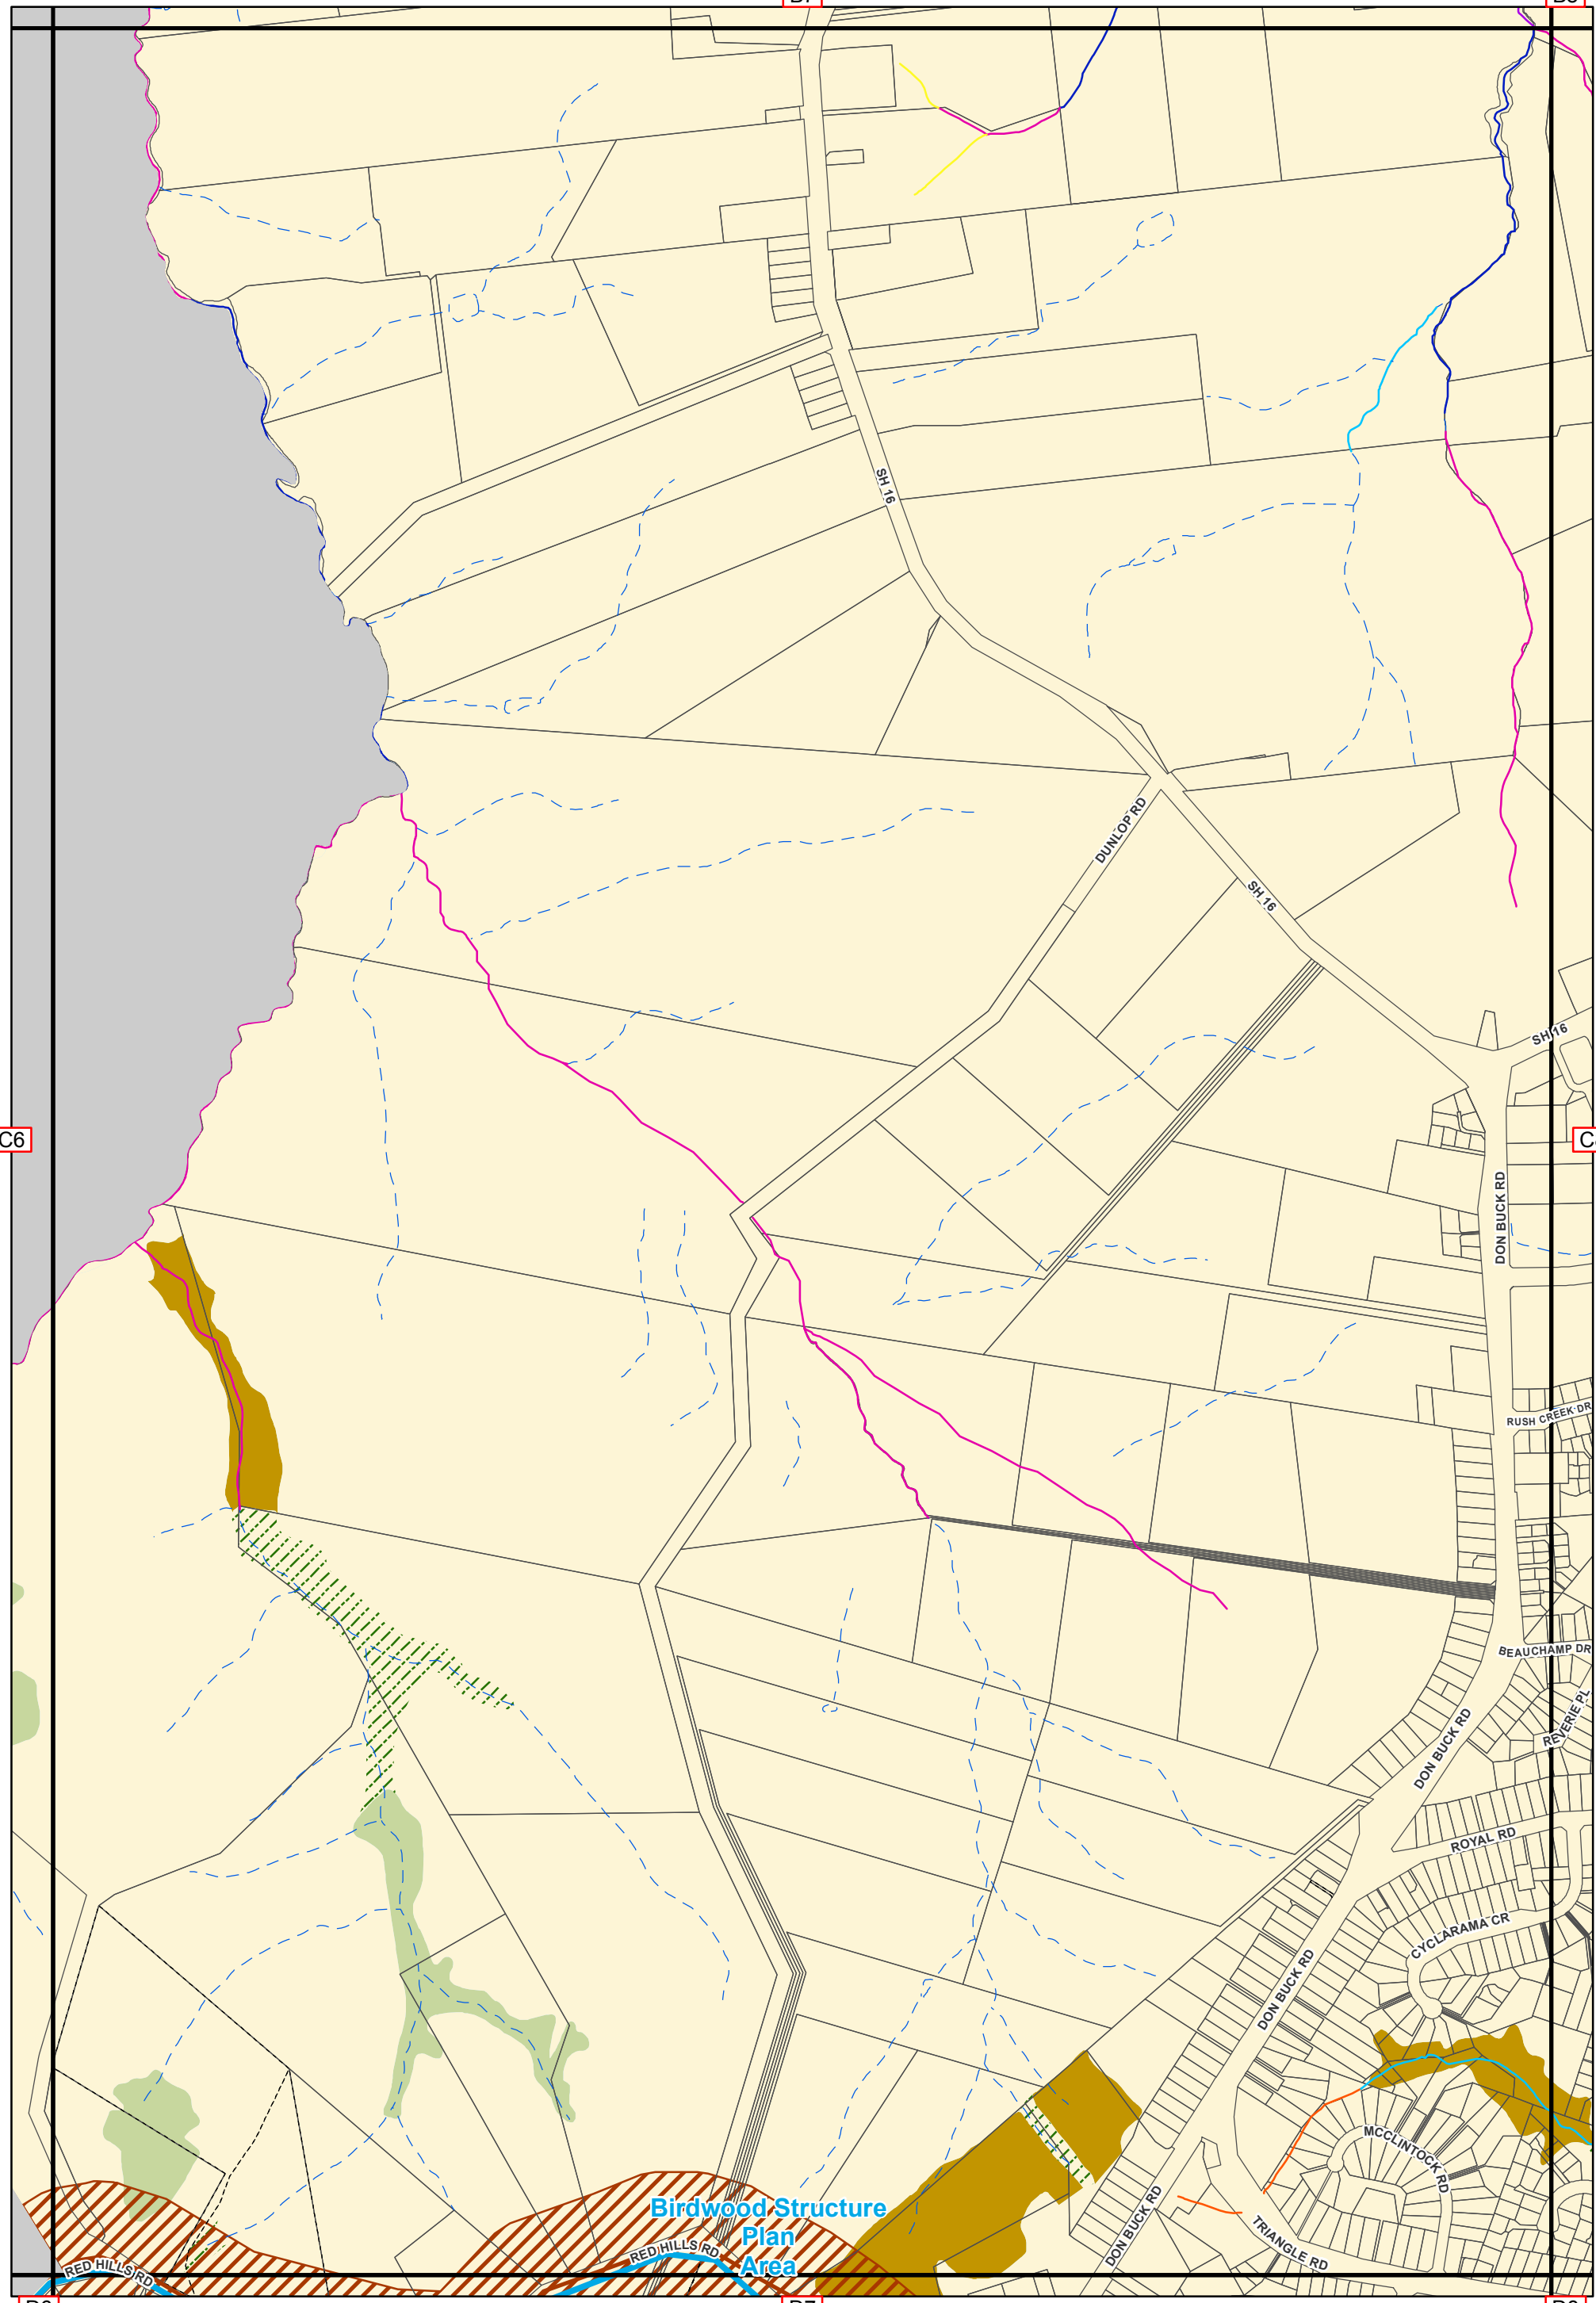 SH 16
DUNLOP RD
SH 16
SH 16
C6
C
DON BUCK RD
RUSH CREEK DR
BEAUCHAMP DR
REVERIE PL
DON BUCK RD
ROYAL RD
CYCLARAMA CR
DON BUCK RD
MCCLINTOCK RD
DON BUCK RD
TRIANGLE RD
Birdwood Structure
Plan
Area
RED HILLS RD
RED HILLS RD